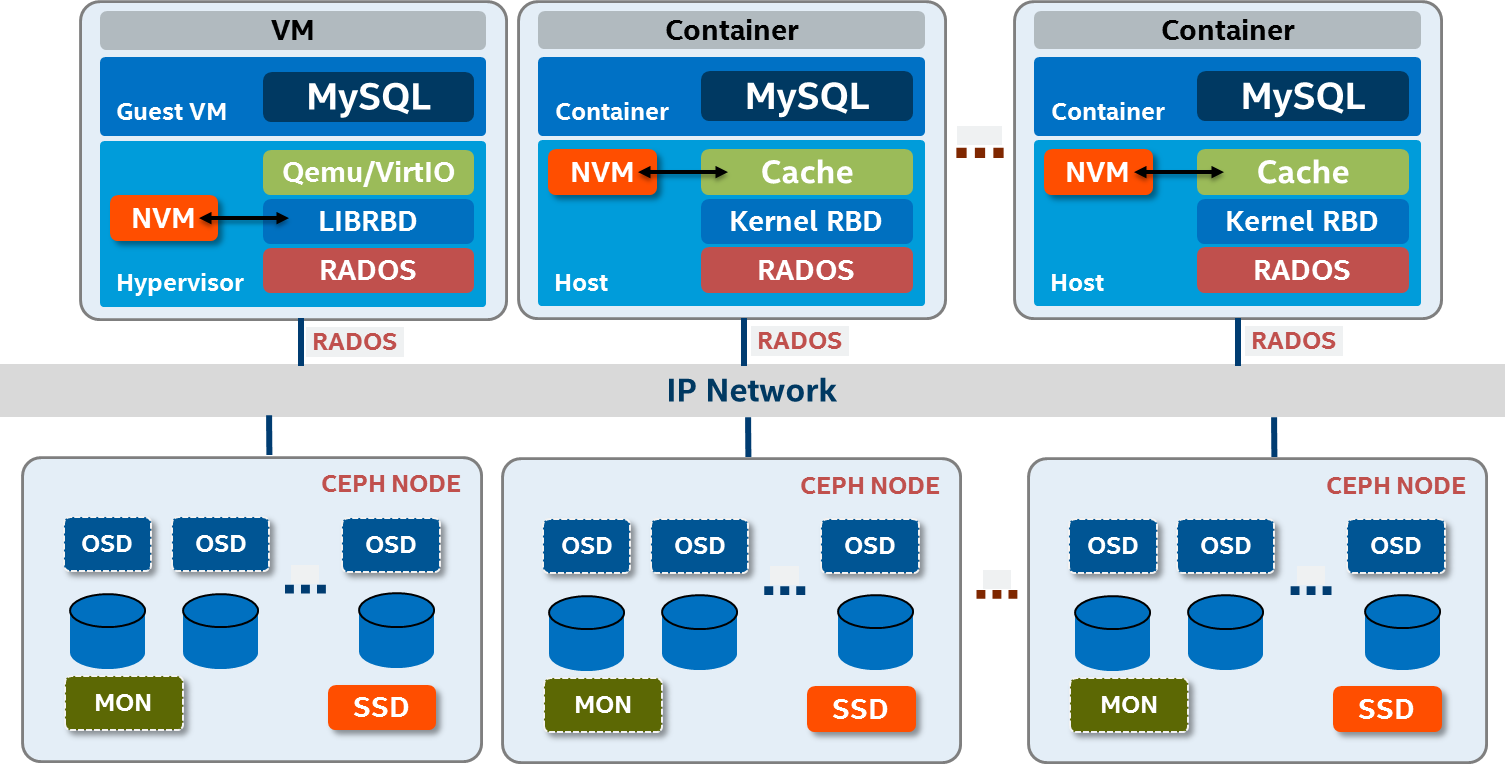 VM
Container
Container
MySQL
Guest VM
MySQL
Container
MySQL
Container
...
Qemu/VirtIO
NVM
LIBRBD
RADOS
Hypervisor
NVM
Cache
Kernel RBD
RADOS
Host
NVM
Cache
Kernel RBD
RADOS
Host
RADOS
RADOS
RADOS
IP Network
CEPH NODE
OSD
OSD
...
OSD
MON
SSD
CEPH NODE
OSD
OSD
...
OSD
MON
SSD
...
CEPH NODE
OSD
OSD
...
OSD
MON
SSD